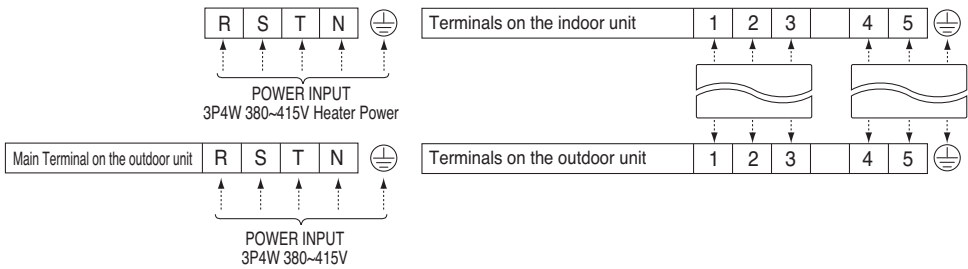 R S T N
POWER INPUT
3P4W 380~415V Heater Power
Terminals on the indoor unit 1 2 3 4 5
Main Terminal on the outdoor unit R S T N
POWER INPUT
3P4W 380~415V
Terminals on the outdoor unit 1 2 3 4 5